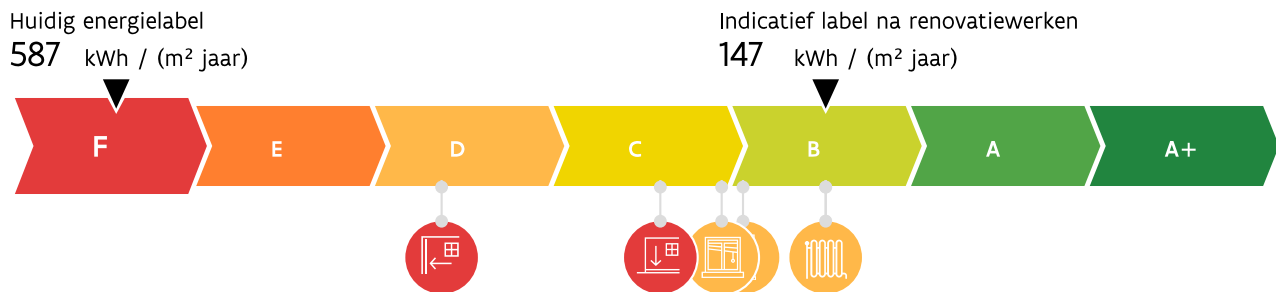 Huidig energielabel
587 kWh / (m² jaar)
Indicatief label na renovatiewerken
147 kWh / (m² jaar)
F E D C B A A+